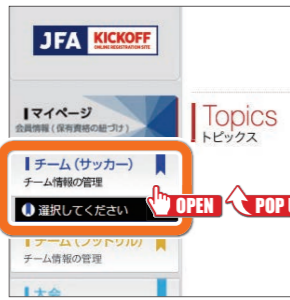 JFA KICKOFF
ONLINE REGISTRATION SITE
マイページ
会員情報(保有資格の紐づけ)
Topics
トピックス
チーム(サッカー)
チーム情報の管理
選択してください
OPEN
POP
チーム(フットサル)
チーム情報の管理
大会